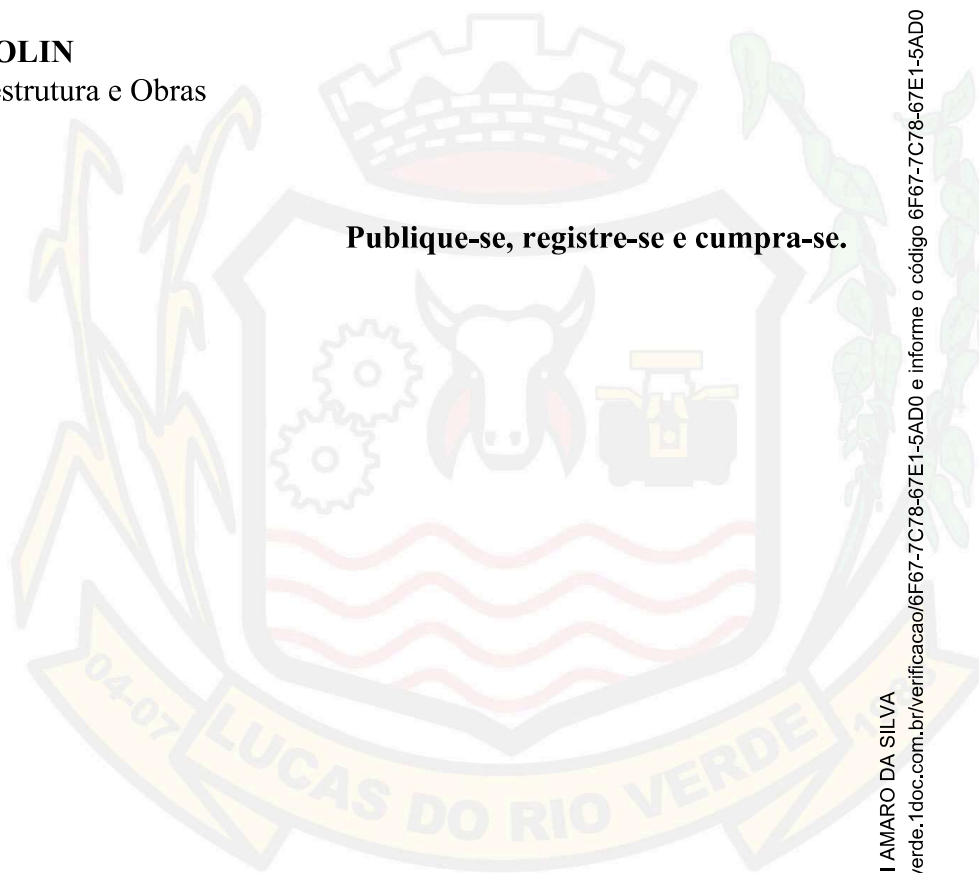 OLIN
estrutura e Obras
Publique-se, registre-se e cumpra-se.
04-07
LUCAS DO RIO VERDE
I AMARO DA SILVA
verde.1doc.com.br/verificacao/6F67-7C78-67E1-5AD0 e informe o código 6F67-7C78-67E1-5AD0